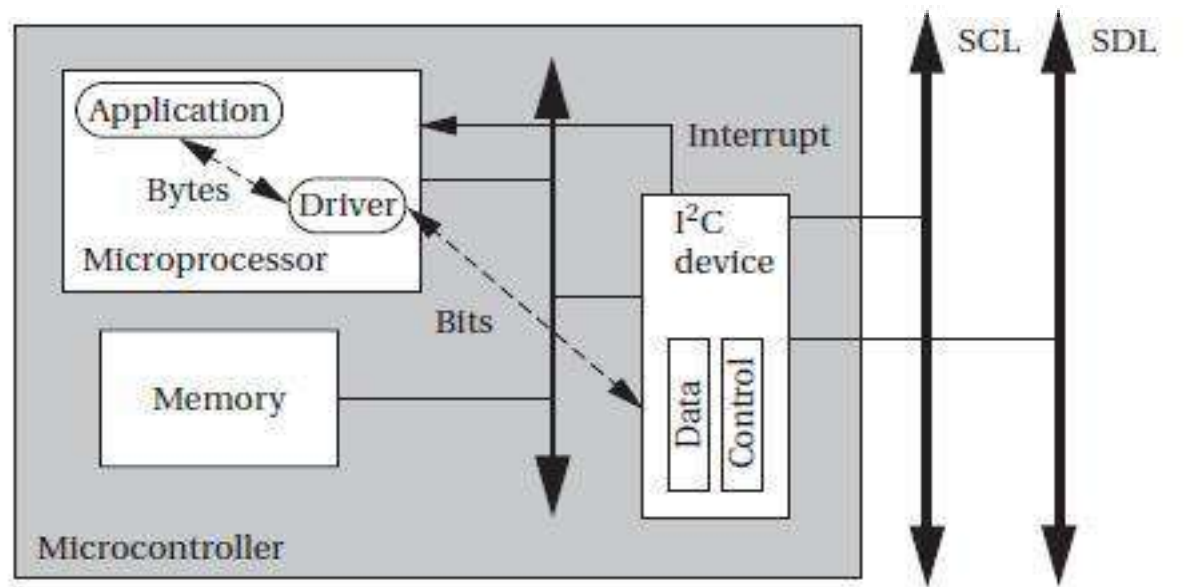 SCL
SDL
Application
Interrupt
Bytes
Driver
I²C
device
Microprocessor
Bits
Memory
Data
Control
Microcontroller